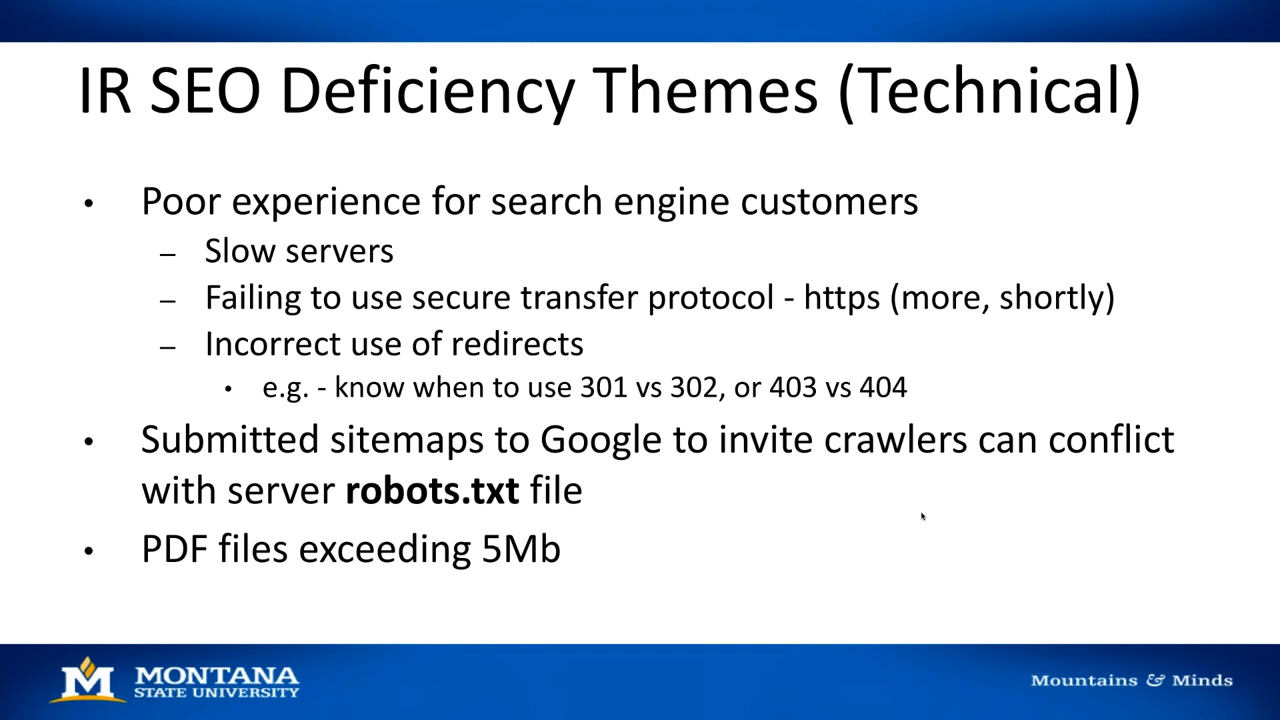 IR SEO Deficiency Themes (Technical)
• Poor experience for search engine customers
– Slow servers
– Failing to use secure transfer protocol - https (more, shortly)
– Incorrect use of redirects
• e.g. - know when to use 301 vs 302, or 403 vs 404
• Submitted sitemaps to Google to invite crawlers can conflict
with server robots.txt file
• PDF files exceeding 5Mb
M MONTANA
STATE UNIVERSITY
Mountains & Minds